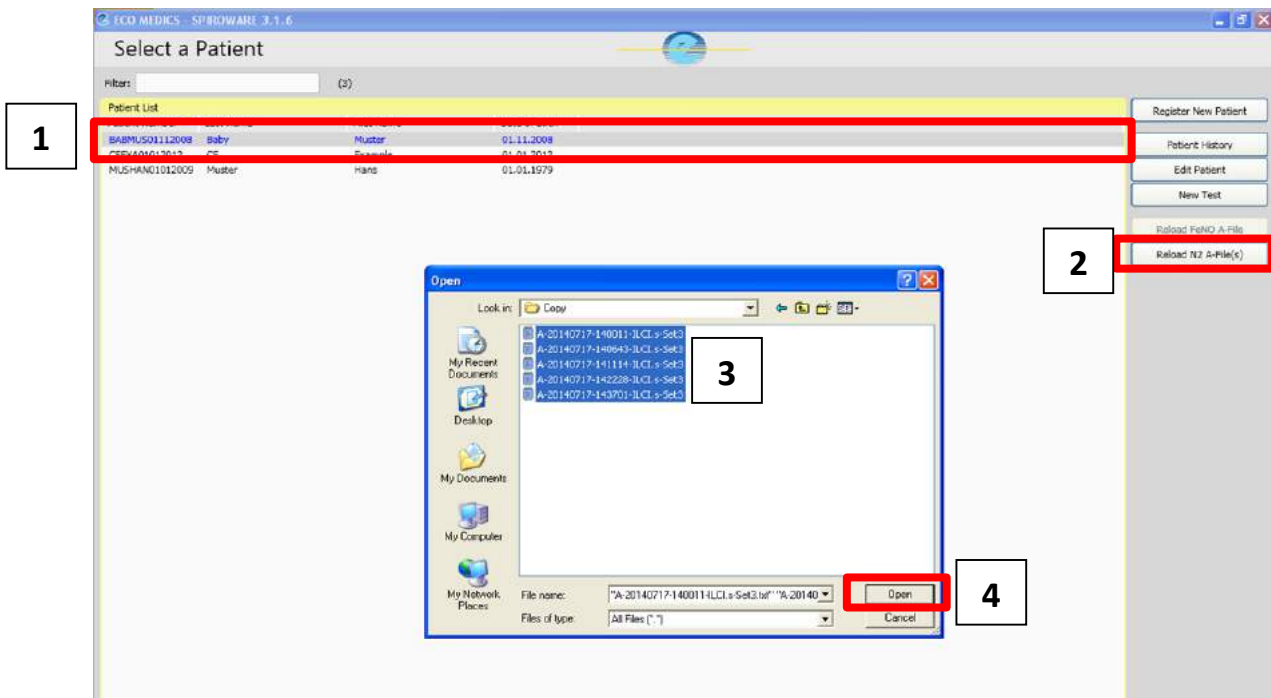 ECO MEDICS - SPIROWARE 3.1.6
Select a Patient
Filter: (3)
Patient List
Register New Patient
1
BABMUS01112008 Baby Muster 01.11.2008
Patient History
01.01.2012
MUSHAN01012009 Muster Hans 01.01.1979
Edit Patient
New Test
Reload FeNO A-File
2
Reload N2 A-File(s)
Open
Look in: Copy
My Recent
Documents
Desktop
My Documents
My Computer
My Network
Places
A-20140717-140011-ILCI.s-Set3
A-20140717-140643-ILCI.s-Set3
A-20140717-141114-ILCI.s-Set3
A-20140717-142228-ILCI.s-Set3
A-20140717-143701-ILCI.s-Set3
3
File name: "A-20140717-140011-ILCI.s-Set3.txt" "A-20140
Open
4
Files of type: All Files (*.*)
Cancel